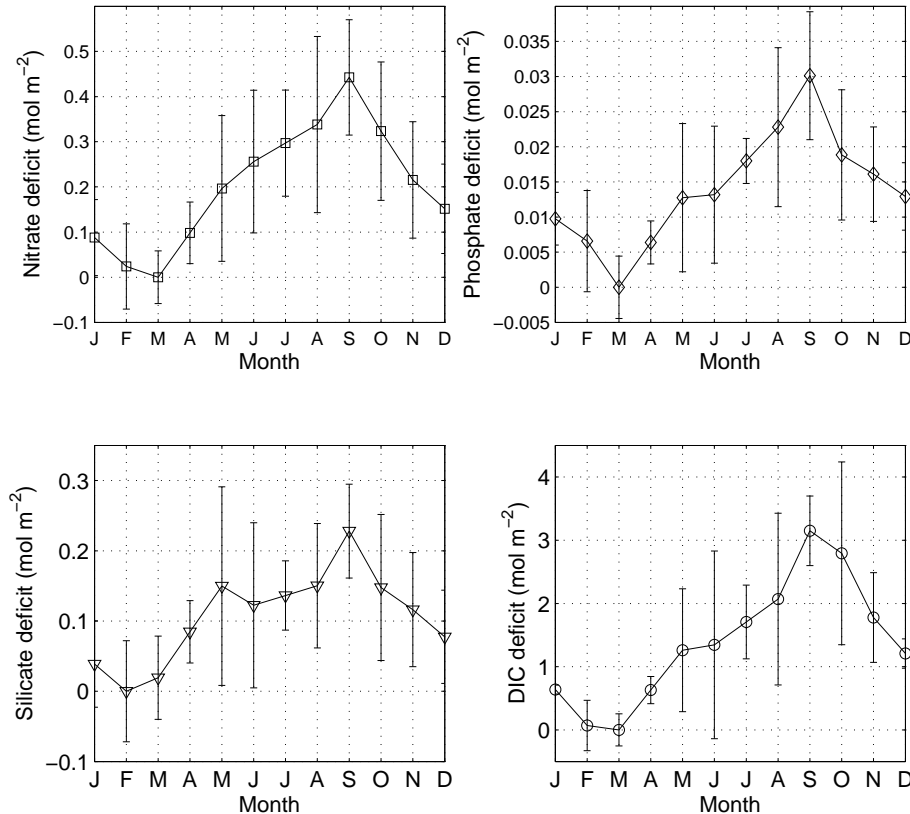 Nitrate deficit (mol m−2)
0.5
0.4
0.3
0.2
0.1
0
−0.1
J F M A M J J A S O N D
Month
Phosphate deficit (mol m−2)
0.035
0.03
0.025
0.02
0.015
0.01
0.005
0
−0.005
J F M A M J J A S O N D
Month
Silicate deficit (mol m−2)
0.3
0.2
0.1
0
−0.1
J F M A M J J A S O N D
Month
DIC deficit (mol m−2)
4
3
2
1
0
J F M A M J J A S O N D
Month